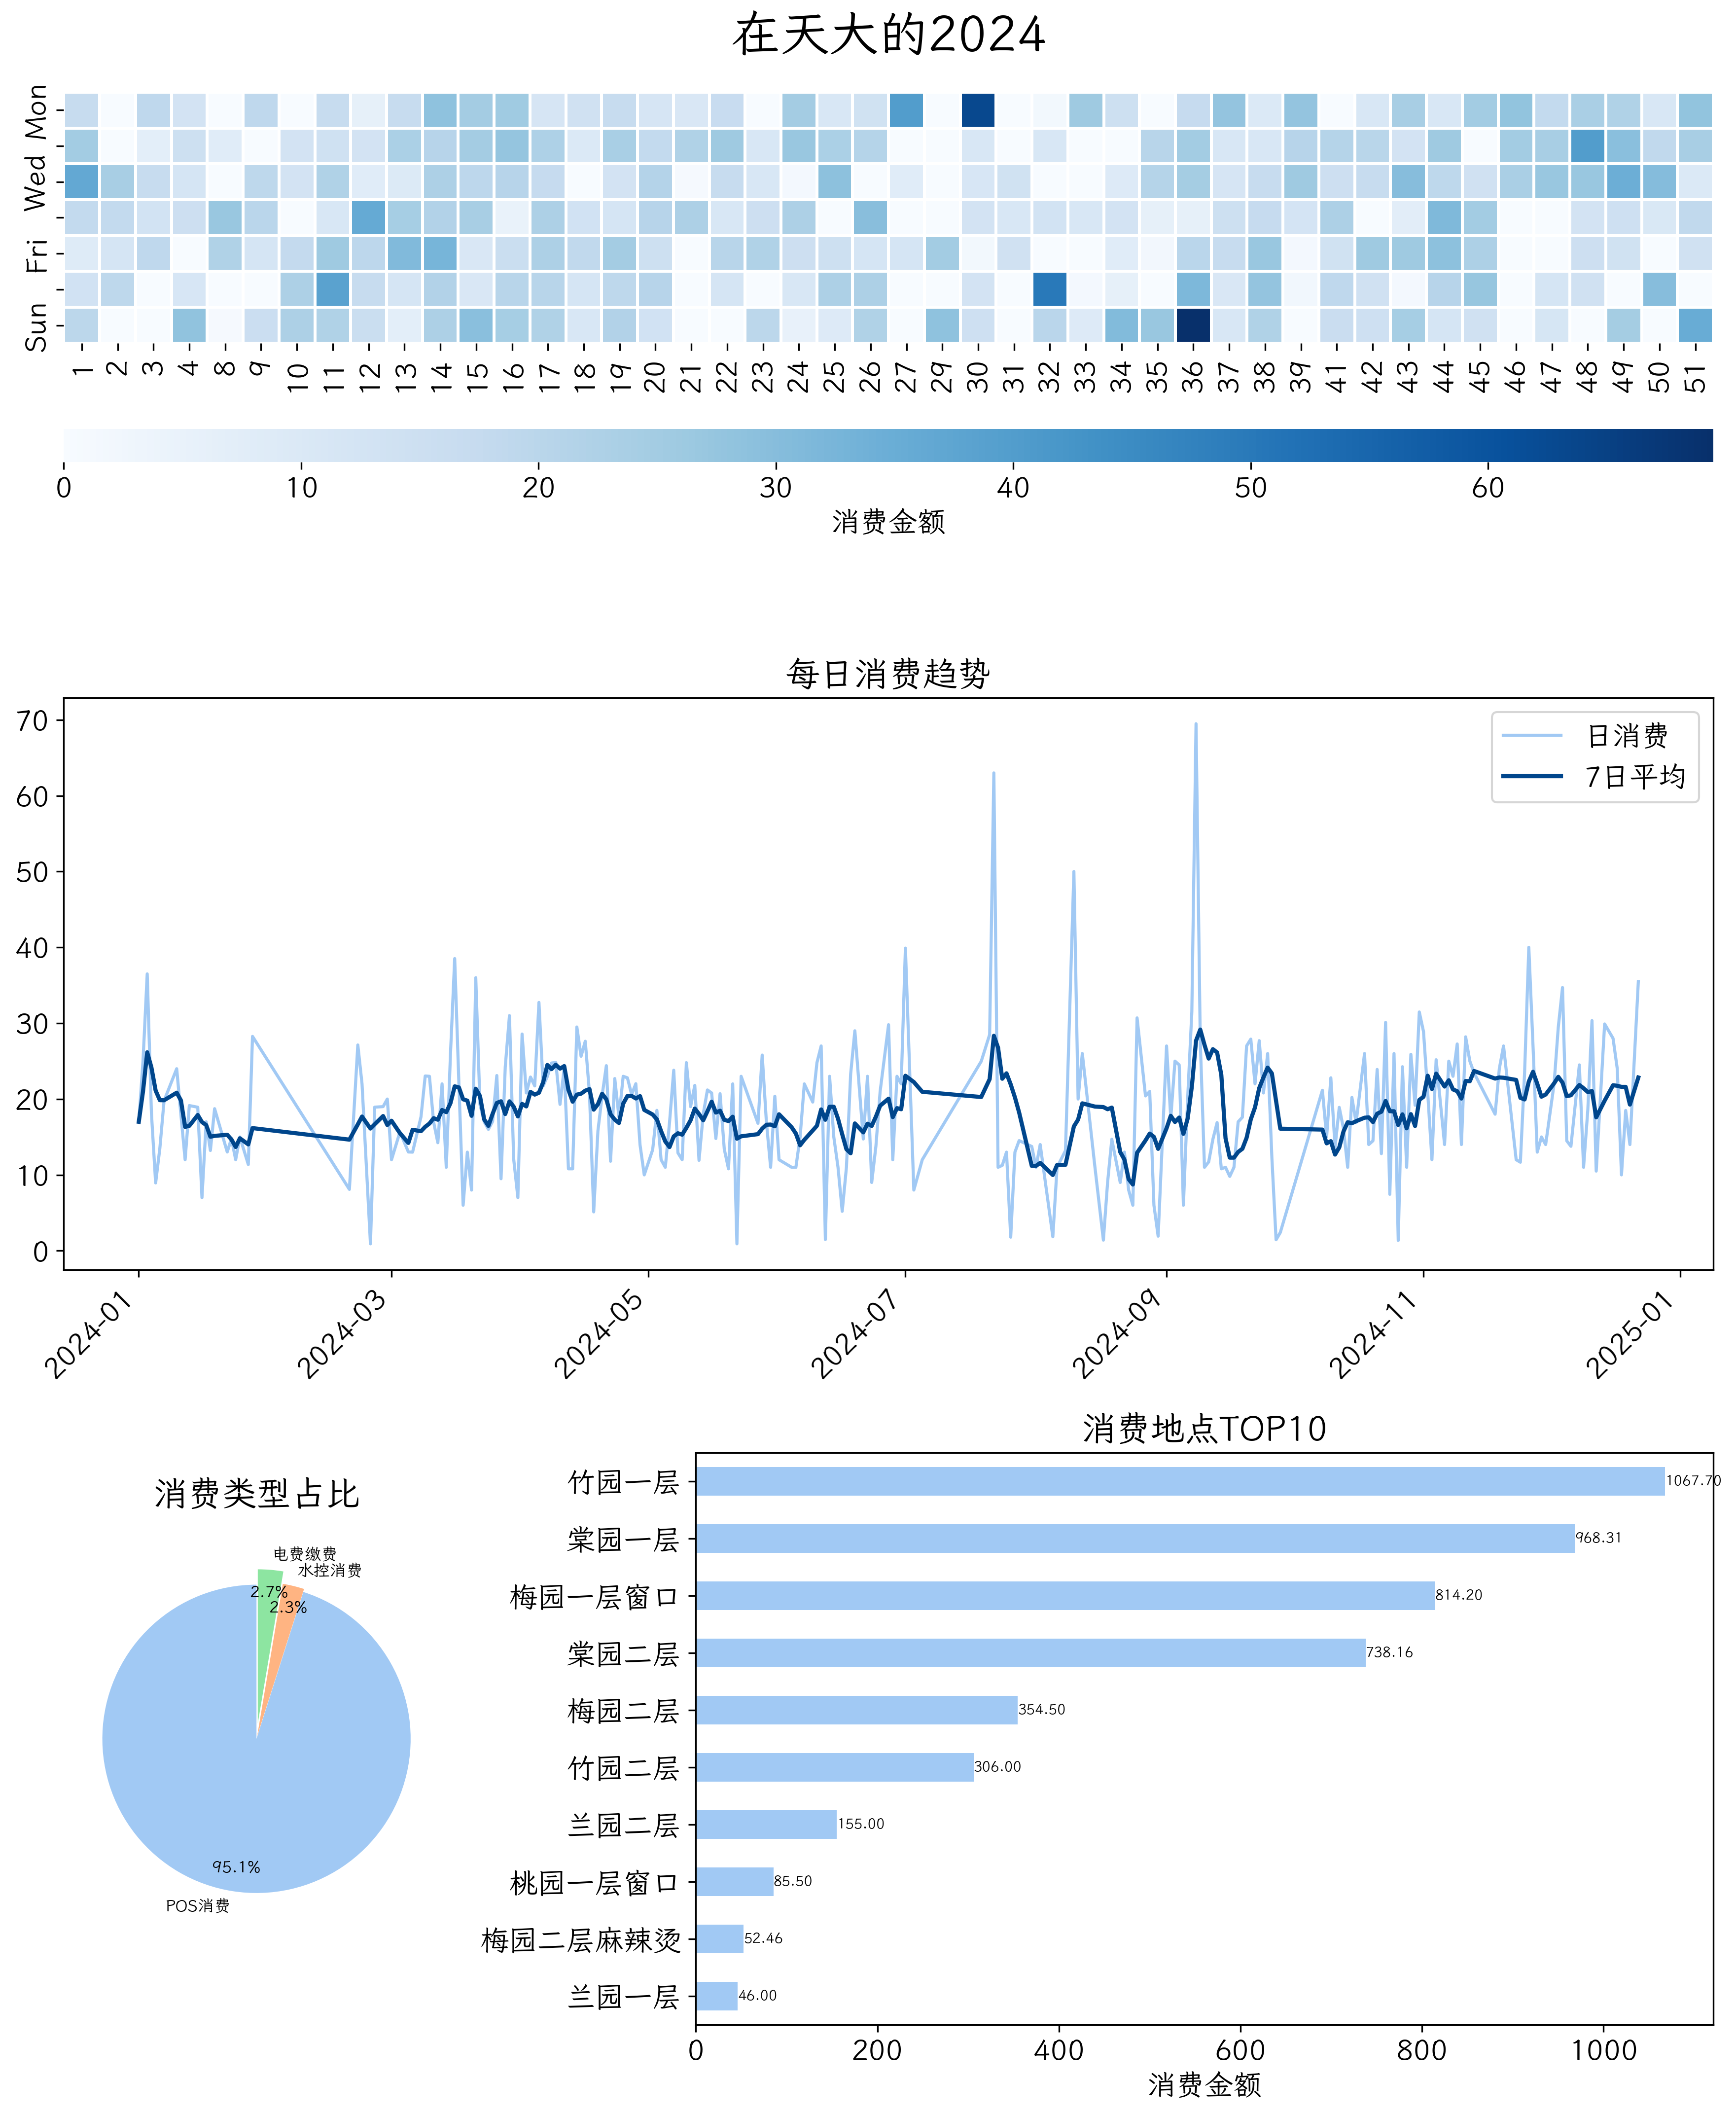 在天大的2024
Mon
Wed
Fri
Sun
1 2 3 4 8 9 10 11 12 13 14 15 16 17 18 19 20 21 22 23 24 25 26 27 29 30 31 32 33 34 35 36 37 38 39 41 42 43 44 45 46 47 48 49 50 51
0 10 20 30 40 50 60
消费金额
每日消费趋势
日消费
7日平均
70
60
50
40
30
20
10
0
2024-01 2024-03 2024-05 2024-07 2024-09 2024-11 2025-01
消费类型占比
电费缴费
水控消费
2.7%
2.3%
95.1%
POS消费
消费地点TOP10
竹园一层 1067.70
棠园一层 968.31
梅园一层窗口 814.20
棠园二层 738.16
梅园二层 354.50
竹园二层 306.00
兰园二层 155.00
桃园一层窗口 85.50
梅园二层麻辣烫 52.46
兰园一层 46.00
0 200 400 600 800 1000
消费金额